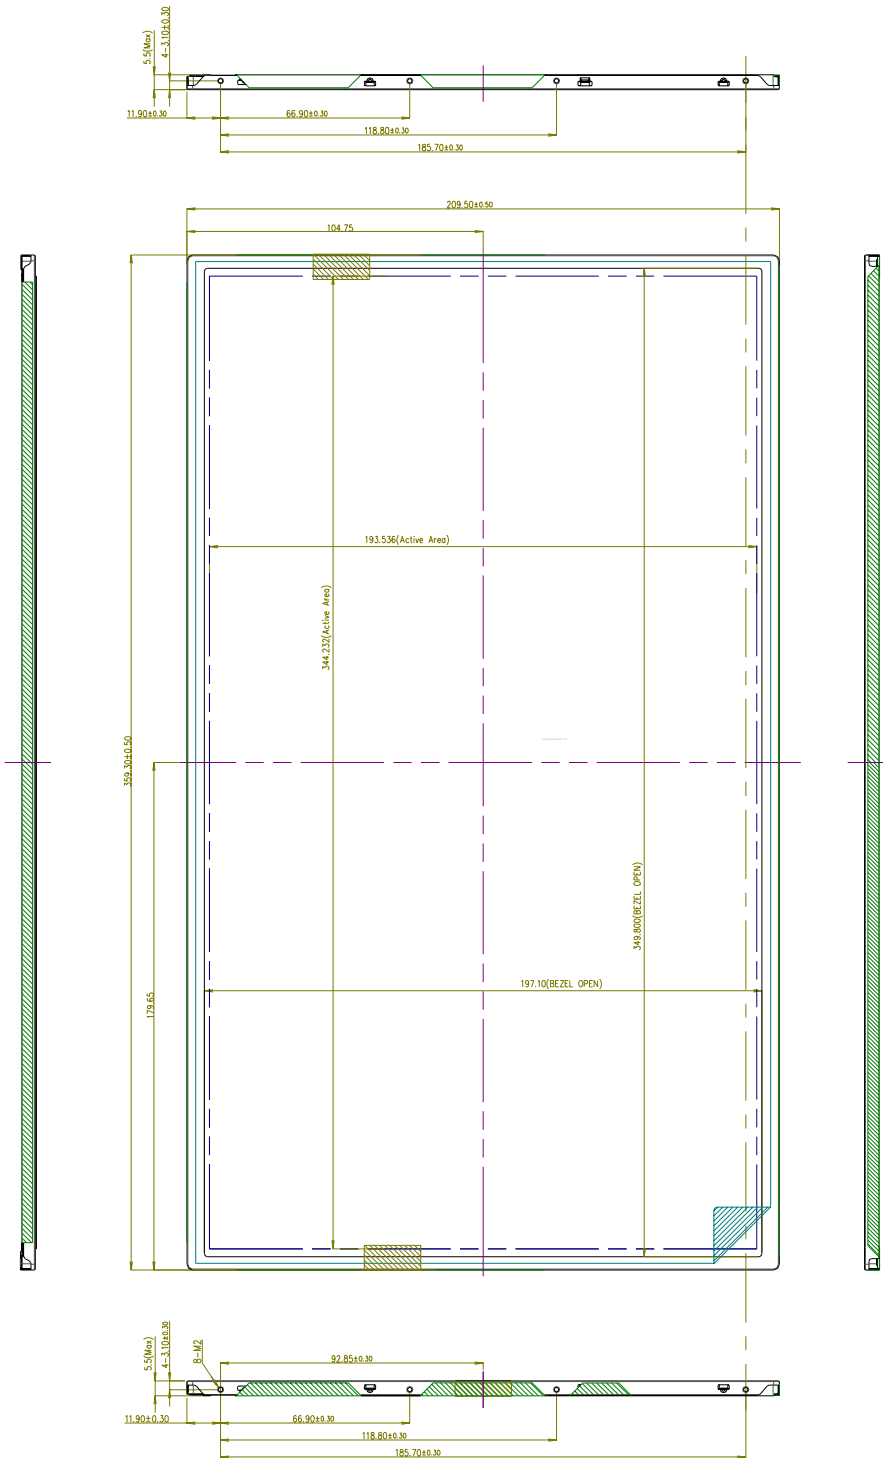 5.5(Max)
4-3.10±0.30
11.90±0.30
66.90±0.30
118.80±0.30
185.70±0.30
209.50±0.50
104.75
193.536(Active Area)
344.232(Active Area)
359.30±0.50
349.800(BEZEL OPEN)
197.10(BEZEL OPEN)
179.65
5.5(Max)
4-3.10±0.30
8-M2
92.85±0.30
11.90±0.30
66.90±0.30
118.80±0.30
185.70±0.30